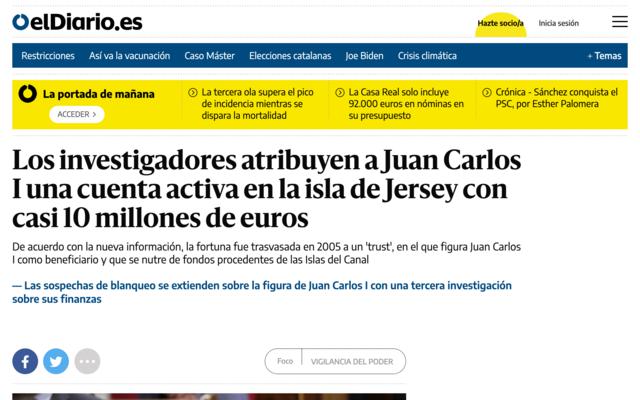 elDiario.es
Hazte socio/a
Inicia sesión
Restricciones Así va la vacunación Caso Máster Elecciones catalanas Joe Biden Crisis climática + Temas
La portada de mañana
ACCEDER >
La tercera ola supera el pico
de incidencia mientras se
dispara la mortalidad
La Casa Real solo incluye
92.000 euros en nóminas en
su presupuesto
Crónica - Sánchez conquista el
PSC, por Esther Palomera
Los investigadores atribuyen a Juan Carlos
I una cuenta activa en la isla de Jersey con
casi 10 millones de euros
De acuerdo con la nueva información, la fortuna fue trasvasada en 2005 a un 'trust', en el que figura Juan Carlos
I como beneficiario y que se nutre de fondos procedentes de las Islas del Canal
— Las sospechas de blanqueo se extienden sobre la figura de Juan Carlos I con una tercera investigación
sobre sus finanzas
Foco VIGILANCIA DEL PODER